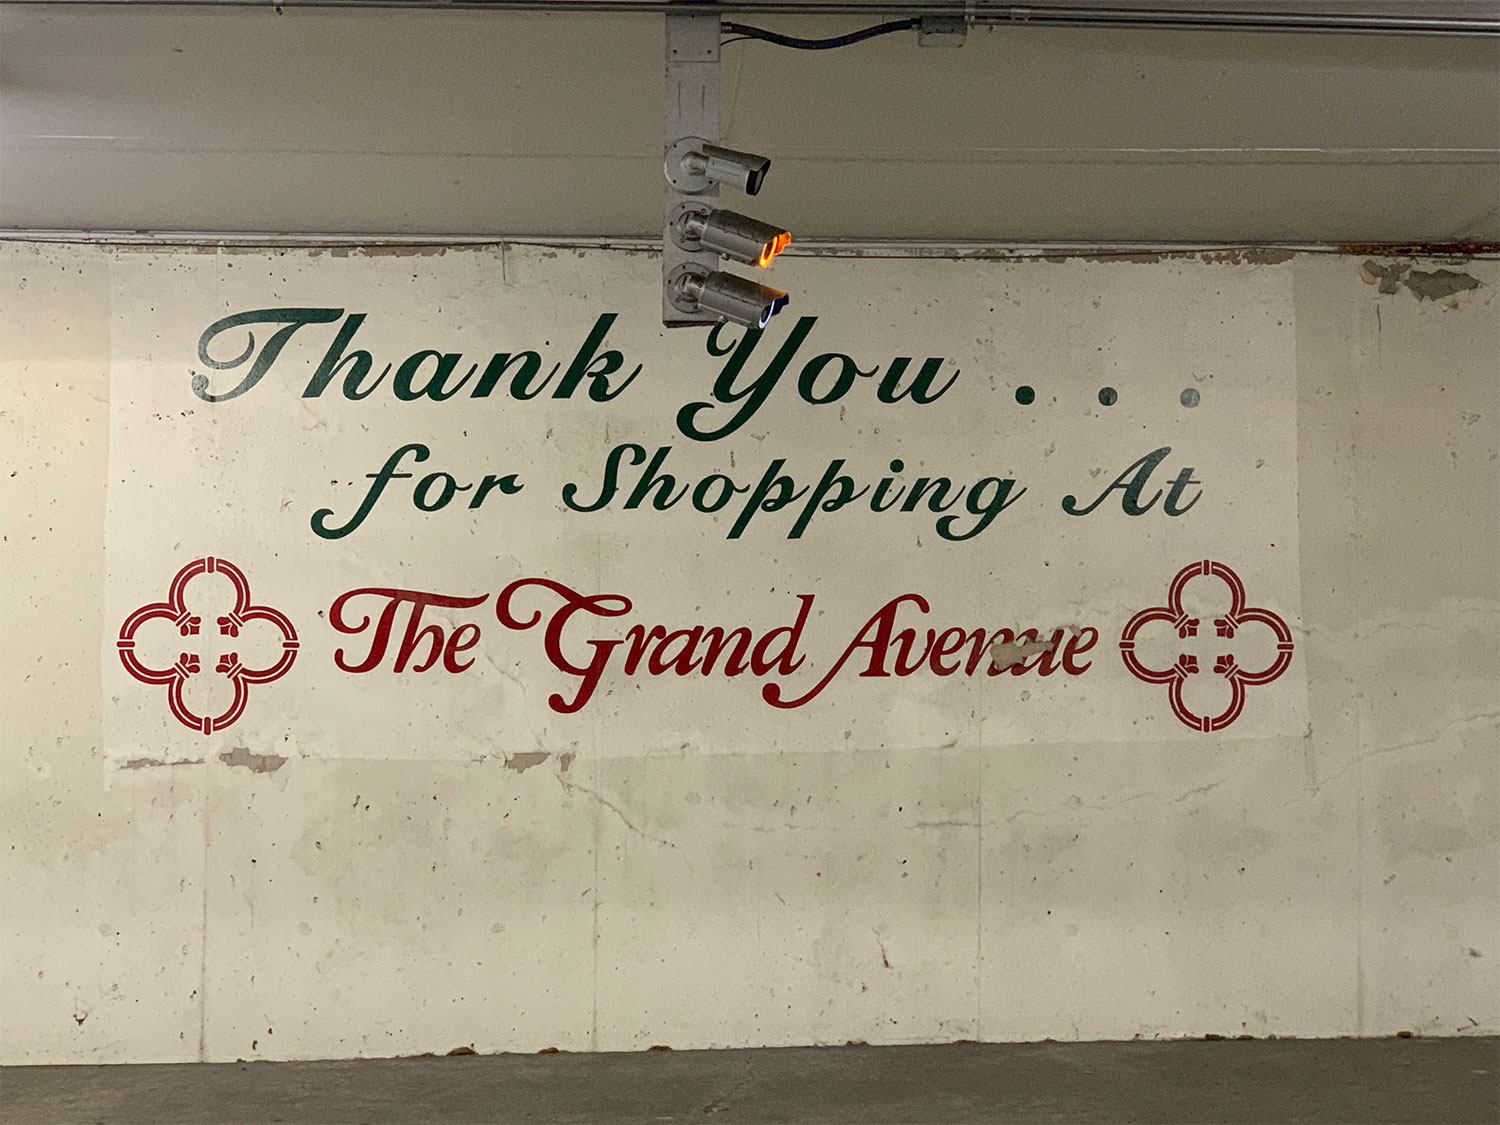 Thank You . . .
for Shopping At
The Grand Avenue